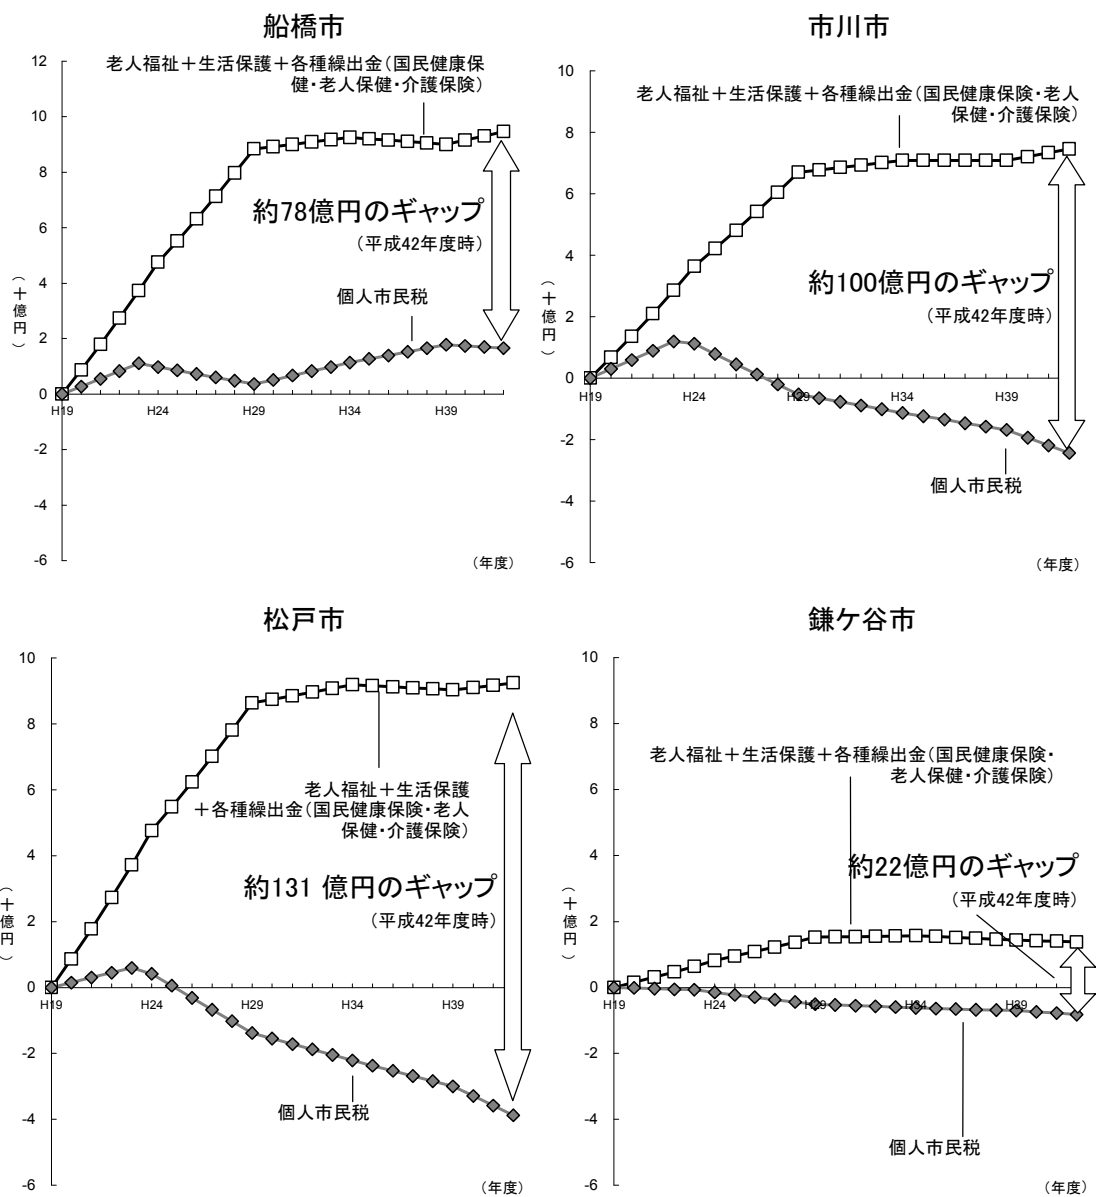 船橋市
12
10
8
6
4
2
0
-2
-4
-6
（十億円）
老人福祉＋生活保護＋各種繰出金（国民健康保
健・老人保健・介護保険）
約78億円のギャップ
（平成42年度時）
個人市民税
H19
H24
H29
H34
H39
（年度）
市川市
10
8
6
4
2
0
-2
-4
-6
（十億円）
老人福祉＋生活保護＋各種繰出金（国民健康保険・老人
保健・介護保険）
約100億円のギャップ
（平成42年度時）
H19
H24
H29
H34
H39
個人市民税
（年度）
松戸市
10
8
6
4
2
0
-2
-4
-6
（十億円）
老人福祉＋生活保護
＋各種繰出金（国民健康保険・老人
保健・介護保険）
約131 億円のギャップ
（平成42年度時）
H19
H24
H29
H34
H39
個人市民税
（年度）
鎌ケ谷市
10
8
6
4
2
0
-2
-4
-6
（十億円）
老人福祉＋生活保護＋各種繰出金（国民健康保険・
老人保健・介護保険）
約22億円のギャップ
（平成42年度時）
H19
H24
H29
H34
H39
個人市民税
（年度）